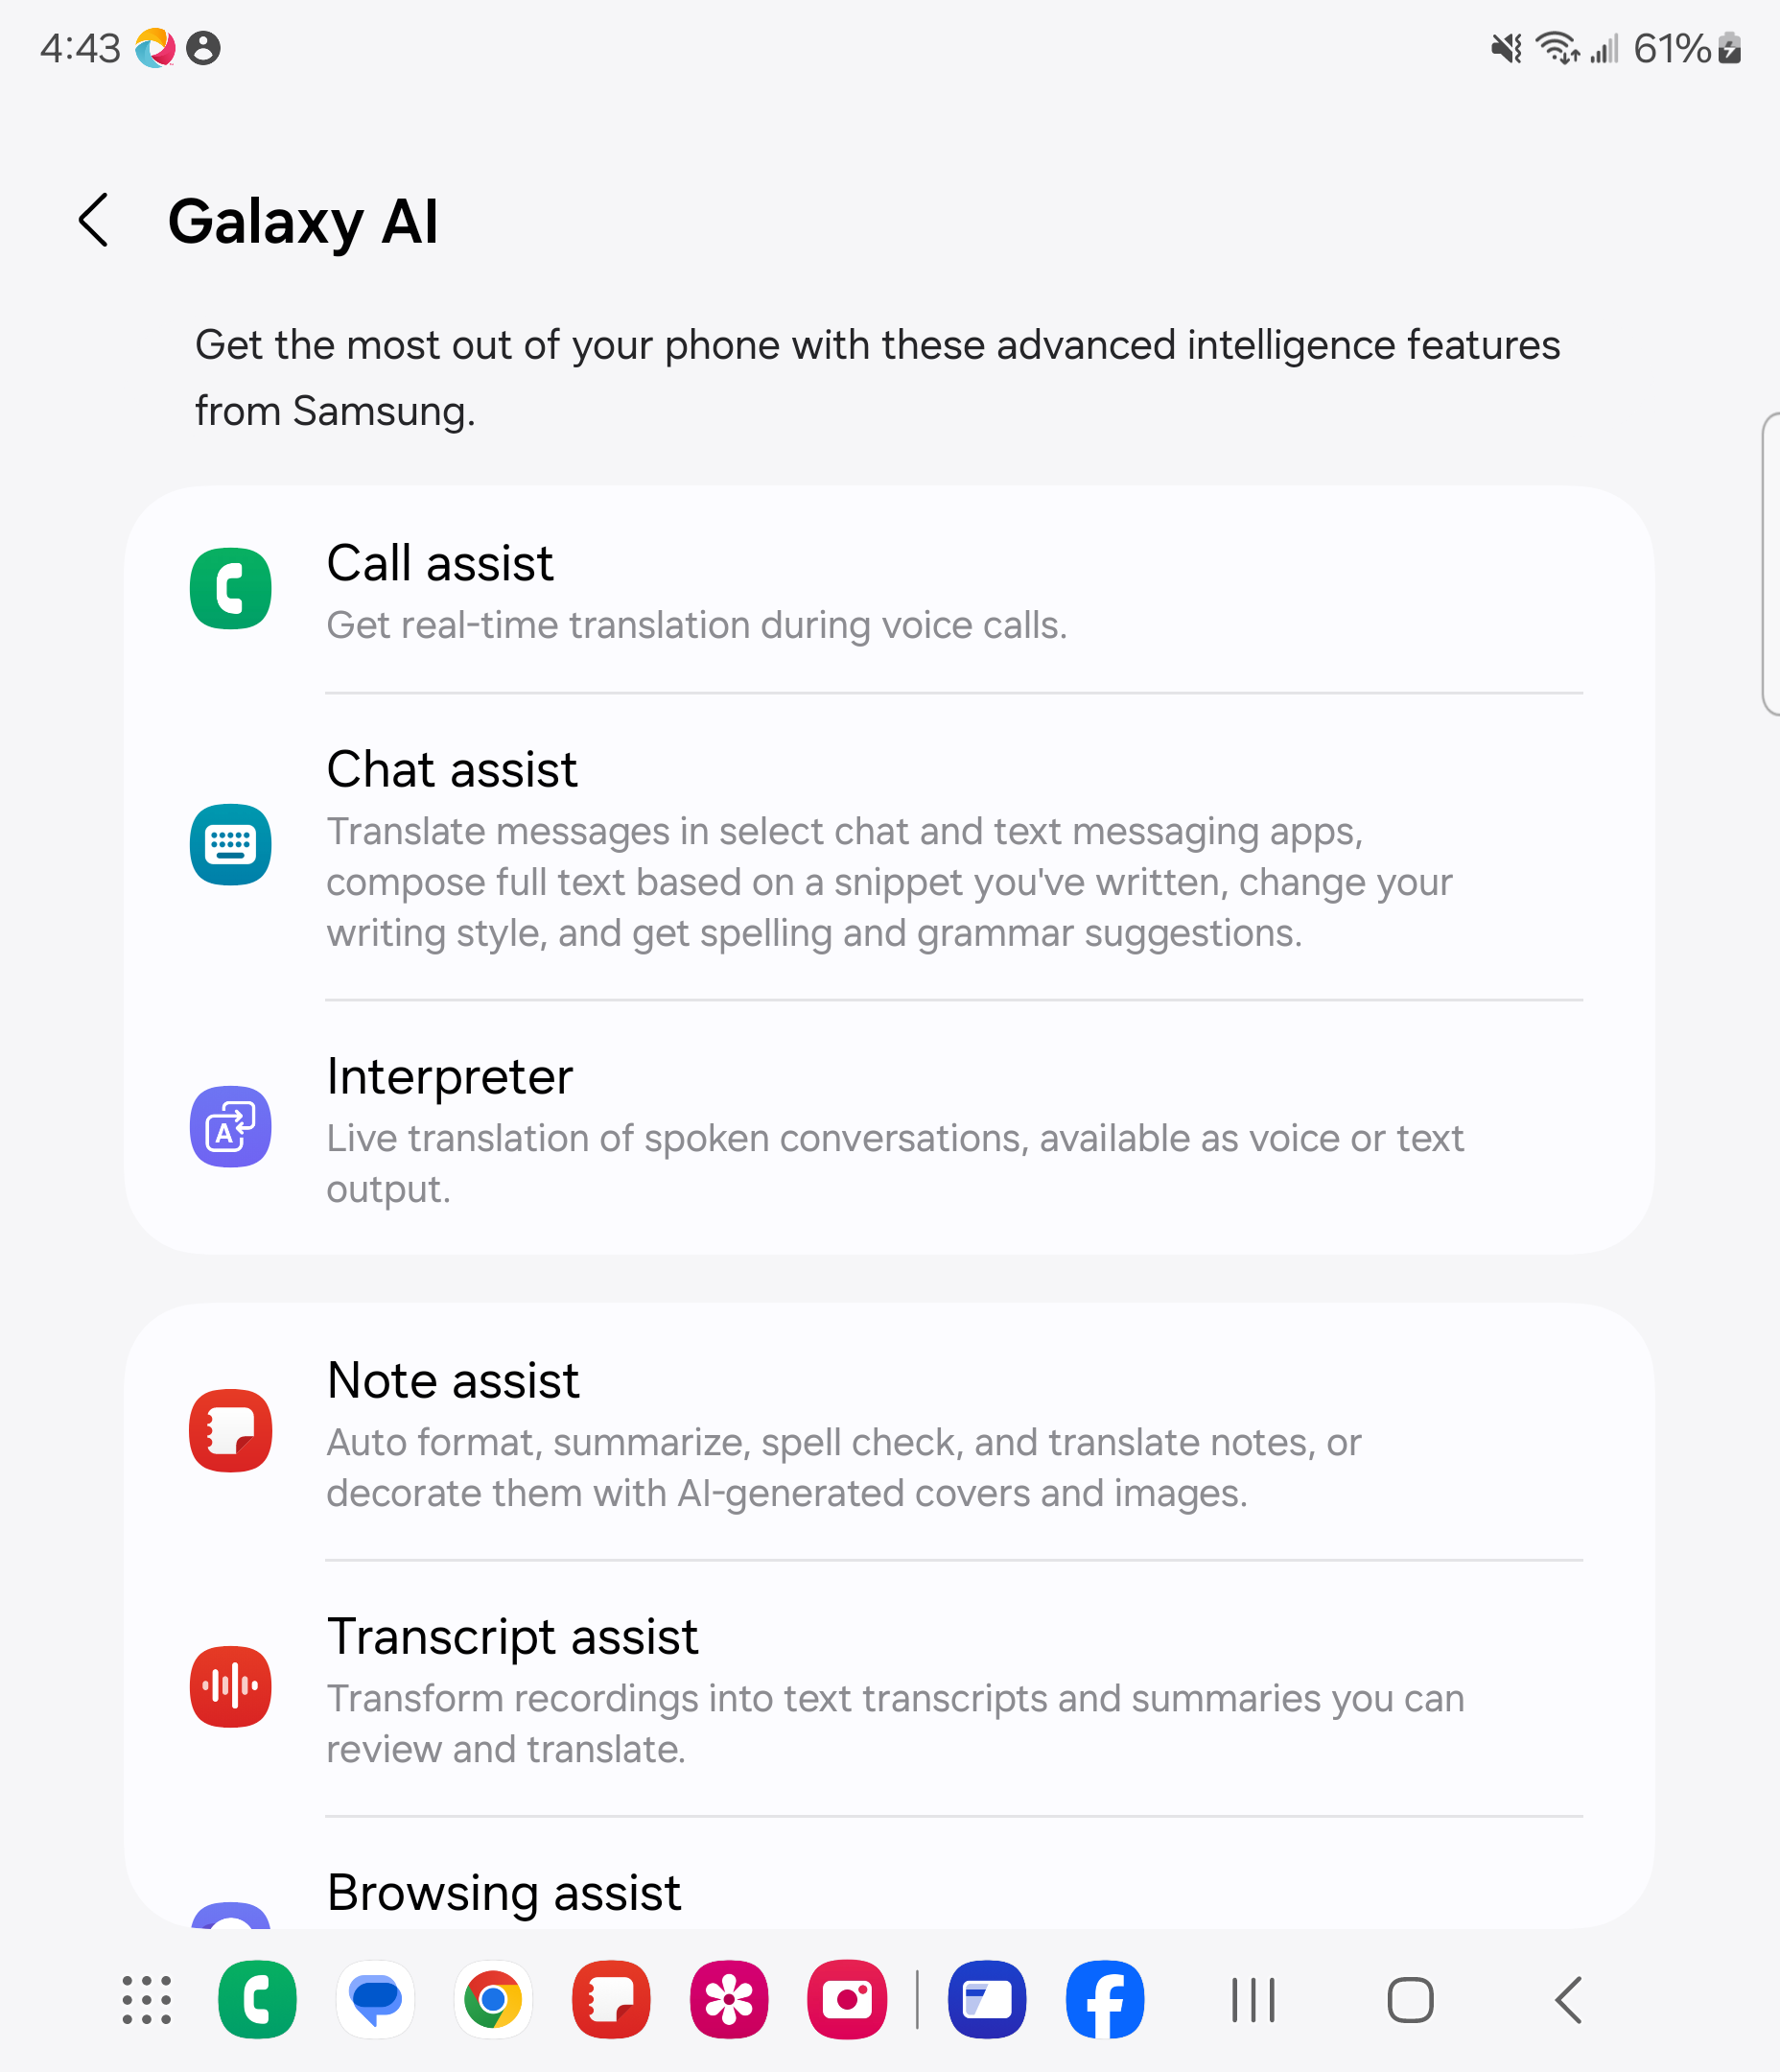 4:43
61%
Galaxy AI
Get the most out of your phone with these advanced intelligence features
from Samsung.
Call assist
Get real-time translation during voice calls.
Chat assist
Translate messages in select chat and text messaging apps,
compose full text based on a snippet you've written, change your
writing style, and get spelling and grammar suggestions.
Interpreter
A
Live translation of spoken conversations, available as voice or text
output.
Note assist
Auto format, summarize, spell check, and translate notes, or
decorate them with AI-generated covers and images.
Transcript assist
Transform recordings into text transcripts and summaries you can
review and translate.
Browsing assist